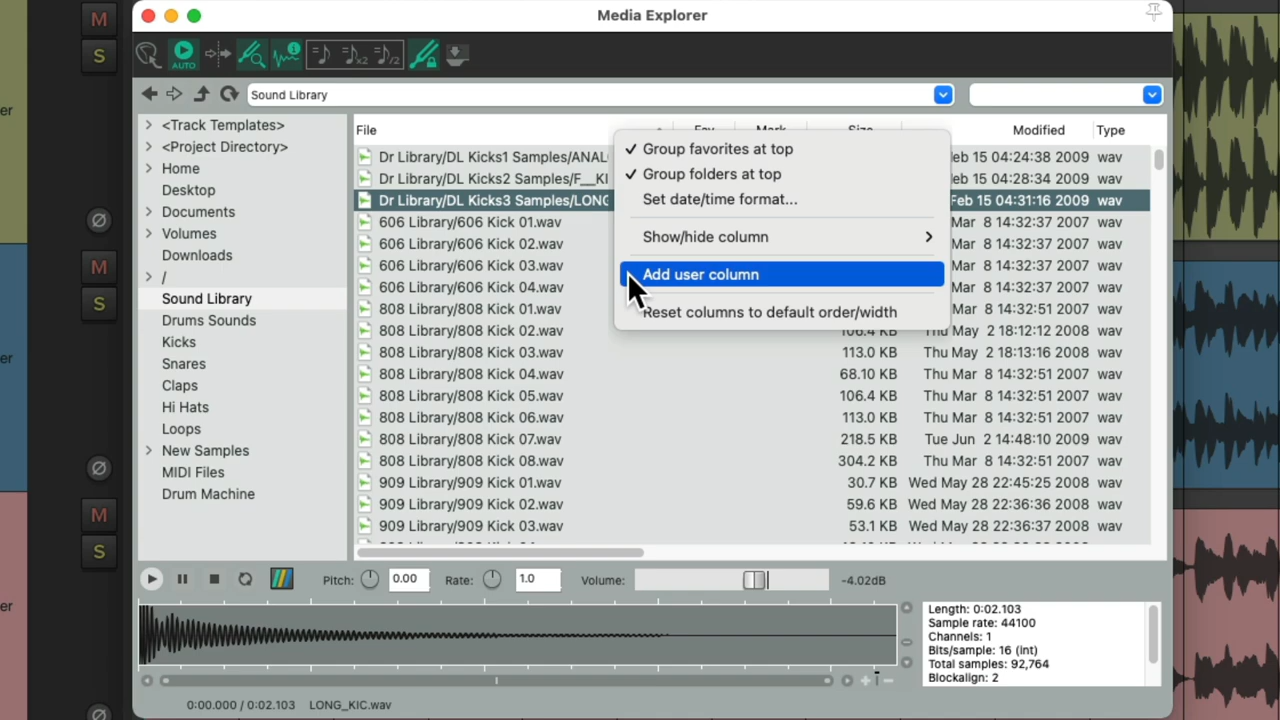 M
Media Explorer
S
AUTO
x2
/2
Sound Library
er
<Track Templates>
<Project Directory>
Home
Desktop
Documents
Volumes
Downloads
/
Sound Library
Drums Sounds
Kicks
Snares
Claps
Hi Hats
Loops
New Samples
MIDI Files
Drum Machine
File Fav Mark Size Modified Type
Dr Library/DL Kicks1 Samples/ANAL eb 15 04:24:38 2009 wav
Dr Library/DL Kicks2 Samples/F__KI eb 15 04:28:34 2009 wav
Dr Library/DL Kicks3 Samples/LONG Feb 15 04:31:16 2009 wav
606 Library/606 Kick 01.wav Mar 8 14:32:37 2007 wav
606 Library/606 Kick 02.wav Mar 8 14:32:37 2007 wav
606 Library/606 Kick 03.wav Mar 8 14:32:37 2007 wav
606 Library/606 Kick 04.wav Mar 8 14:32:37 2007 wav
808 Library/808 Kick 01.wav Mar 8 14:32:51 2007 wav
808 Library/808 Kick 02.wav 106.4 KB Thu May 2 18:12:12 2008 wav
808 Library/808 Kick 03.wav 113.0 KB Thu May 2 18:13:16 2008 wav
808 Library/808 Kick 04.wav 68.10 KB Thu Mar 8 14:32:51 2007 wav
808 Library/808 Kick 05.wav 106.4 KB Thu Mar 8 14:32:51 2007 wav
808 Library/808 Kick 06.wav 113.0 KB Thu Mar 8 14:32:51 2007 wav
808 Library/808 Kick 07.wav 218.5 KB Tue Jun 2 14:48:10 2009 wav
808 Library/808 Kick 08.wav 304.2 KB Thu Mar 8 14:32:51 2007 wav
909 Library/909 Kick 01.wav 30.7 KB Wed May 28 22:45:25 2008 wav
909 Library/909 Kick 02.wav 59.6 KB Wed May 28 22:36:36 2008 wav
909 Library/909 Kick 03.wav 53.1 KB Wed May 28 22:36:37 2008 wav
Group favorites at top
Group folders at top
Set date/time format...
Show/hide column
Add user column
Reset columns to default order/width
M
S
er
M
S
er
Pitch: 0.00 Rate: 1.0 Volume: -4.02dB
Length: 0:02.103
Sample rate: 44100
Channels: 1
Bits/sample: 16 (int)
Total samples: 92,764
Blockalign: 2
0:00.000 / 0:02.103 LONG_KIC.wav